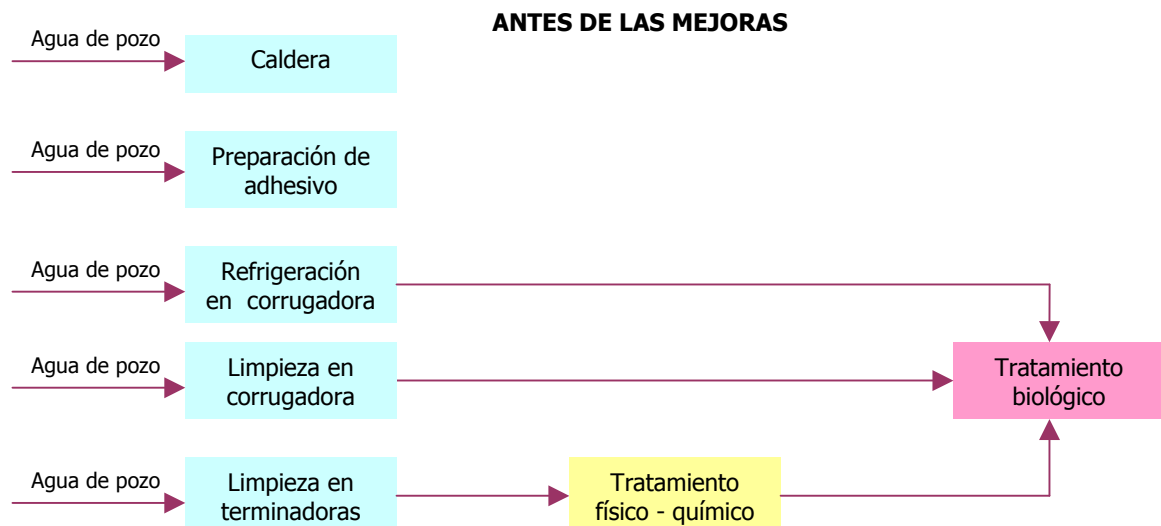 ANTES DE LAS MEJORAS
Agua de pozo
Caldera
Agua de pozo
Preparación de
adhesivo
Agua de pozo
Refrigeración
en corrugadora
Agua de pozo
Limpieza en
corrugadora
Tratamiento
biológico
Agua de pozo
Limpieza en
terminadoras
Tratamiento
físico - químico